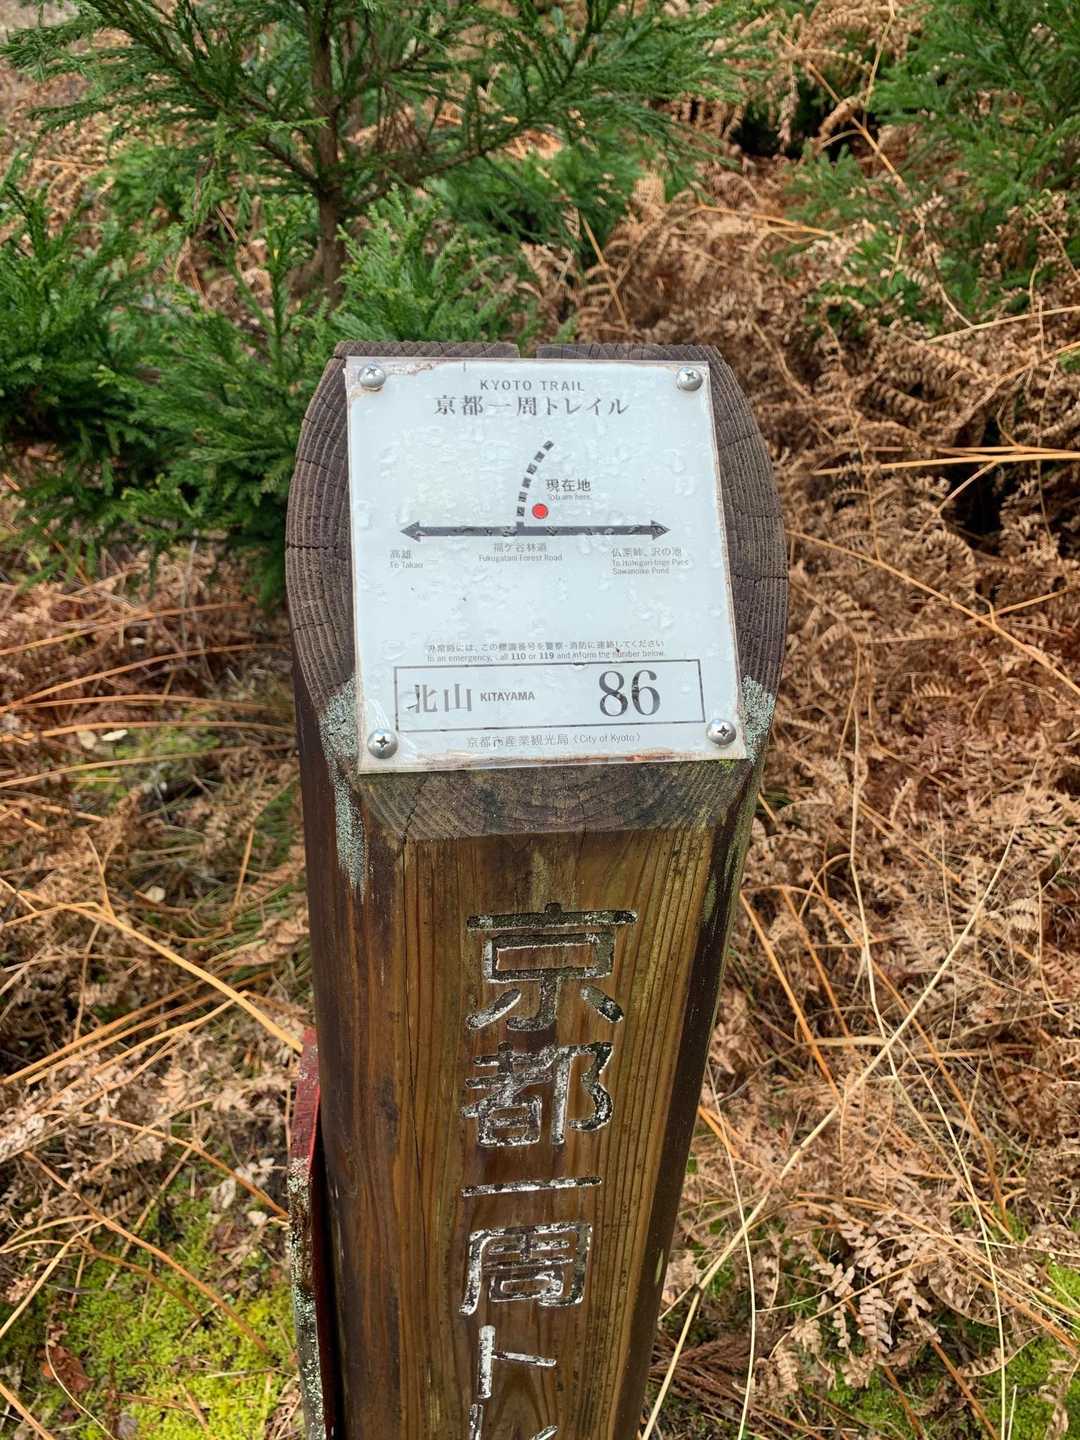 KYOTO TRAIL
京都一周トレイル
現在地
You are here.
高雄
To Takao
福ケ谷林道
Fukugatani Forest Road
仏栗峠、沢の池
Sawanoike Pond
非常時には、この標識番号を警察・消防に連絡してください
In an emergency, call 110 or 119 and inform the number below.
北山 KITAYAMA 86
京都市産業観光局〈City of Kyoto〉
京都一周トレ